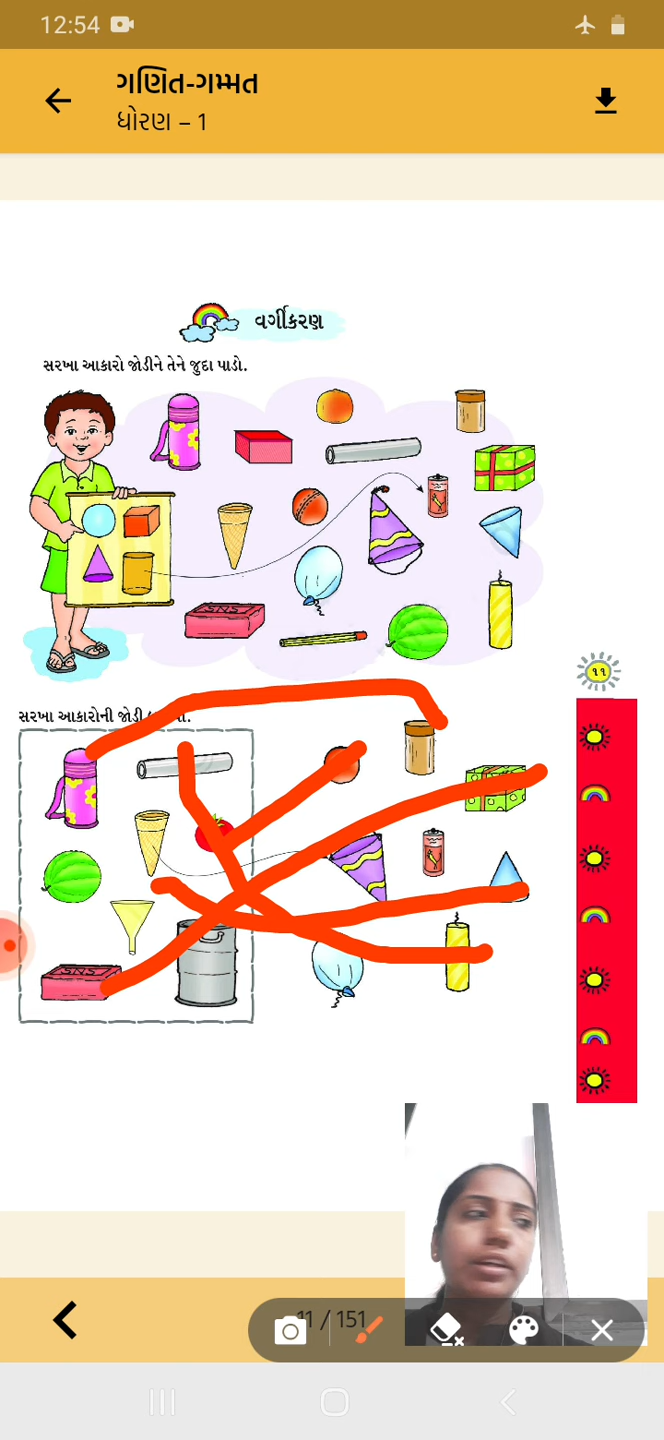 12:54
ગણિત-ગમ્મત
ધોરણ – 1
વર્ગીકરણ
સરખા આકારો જોડીને તેને જુદા પાડો.
SNS
૧૧
સરખા આકારોની જોડી
SNS
11 / 151